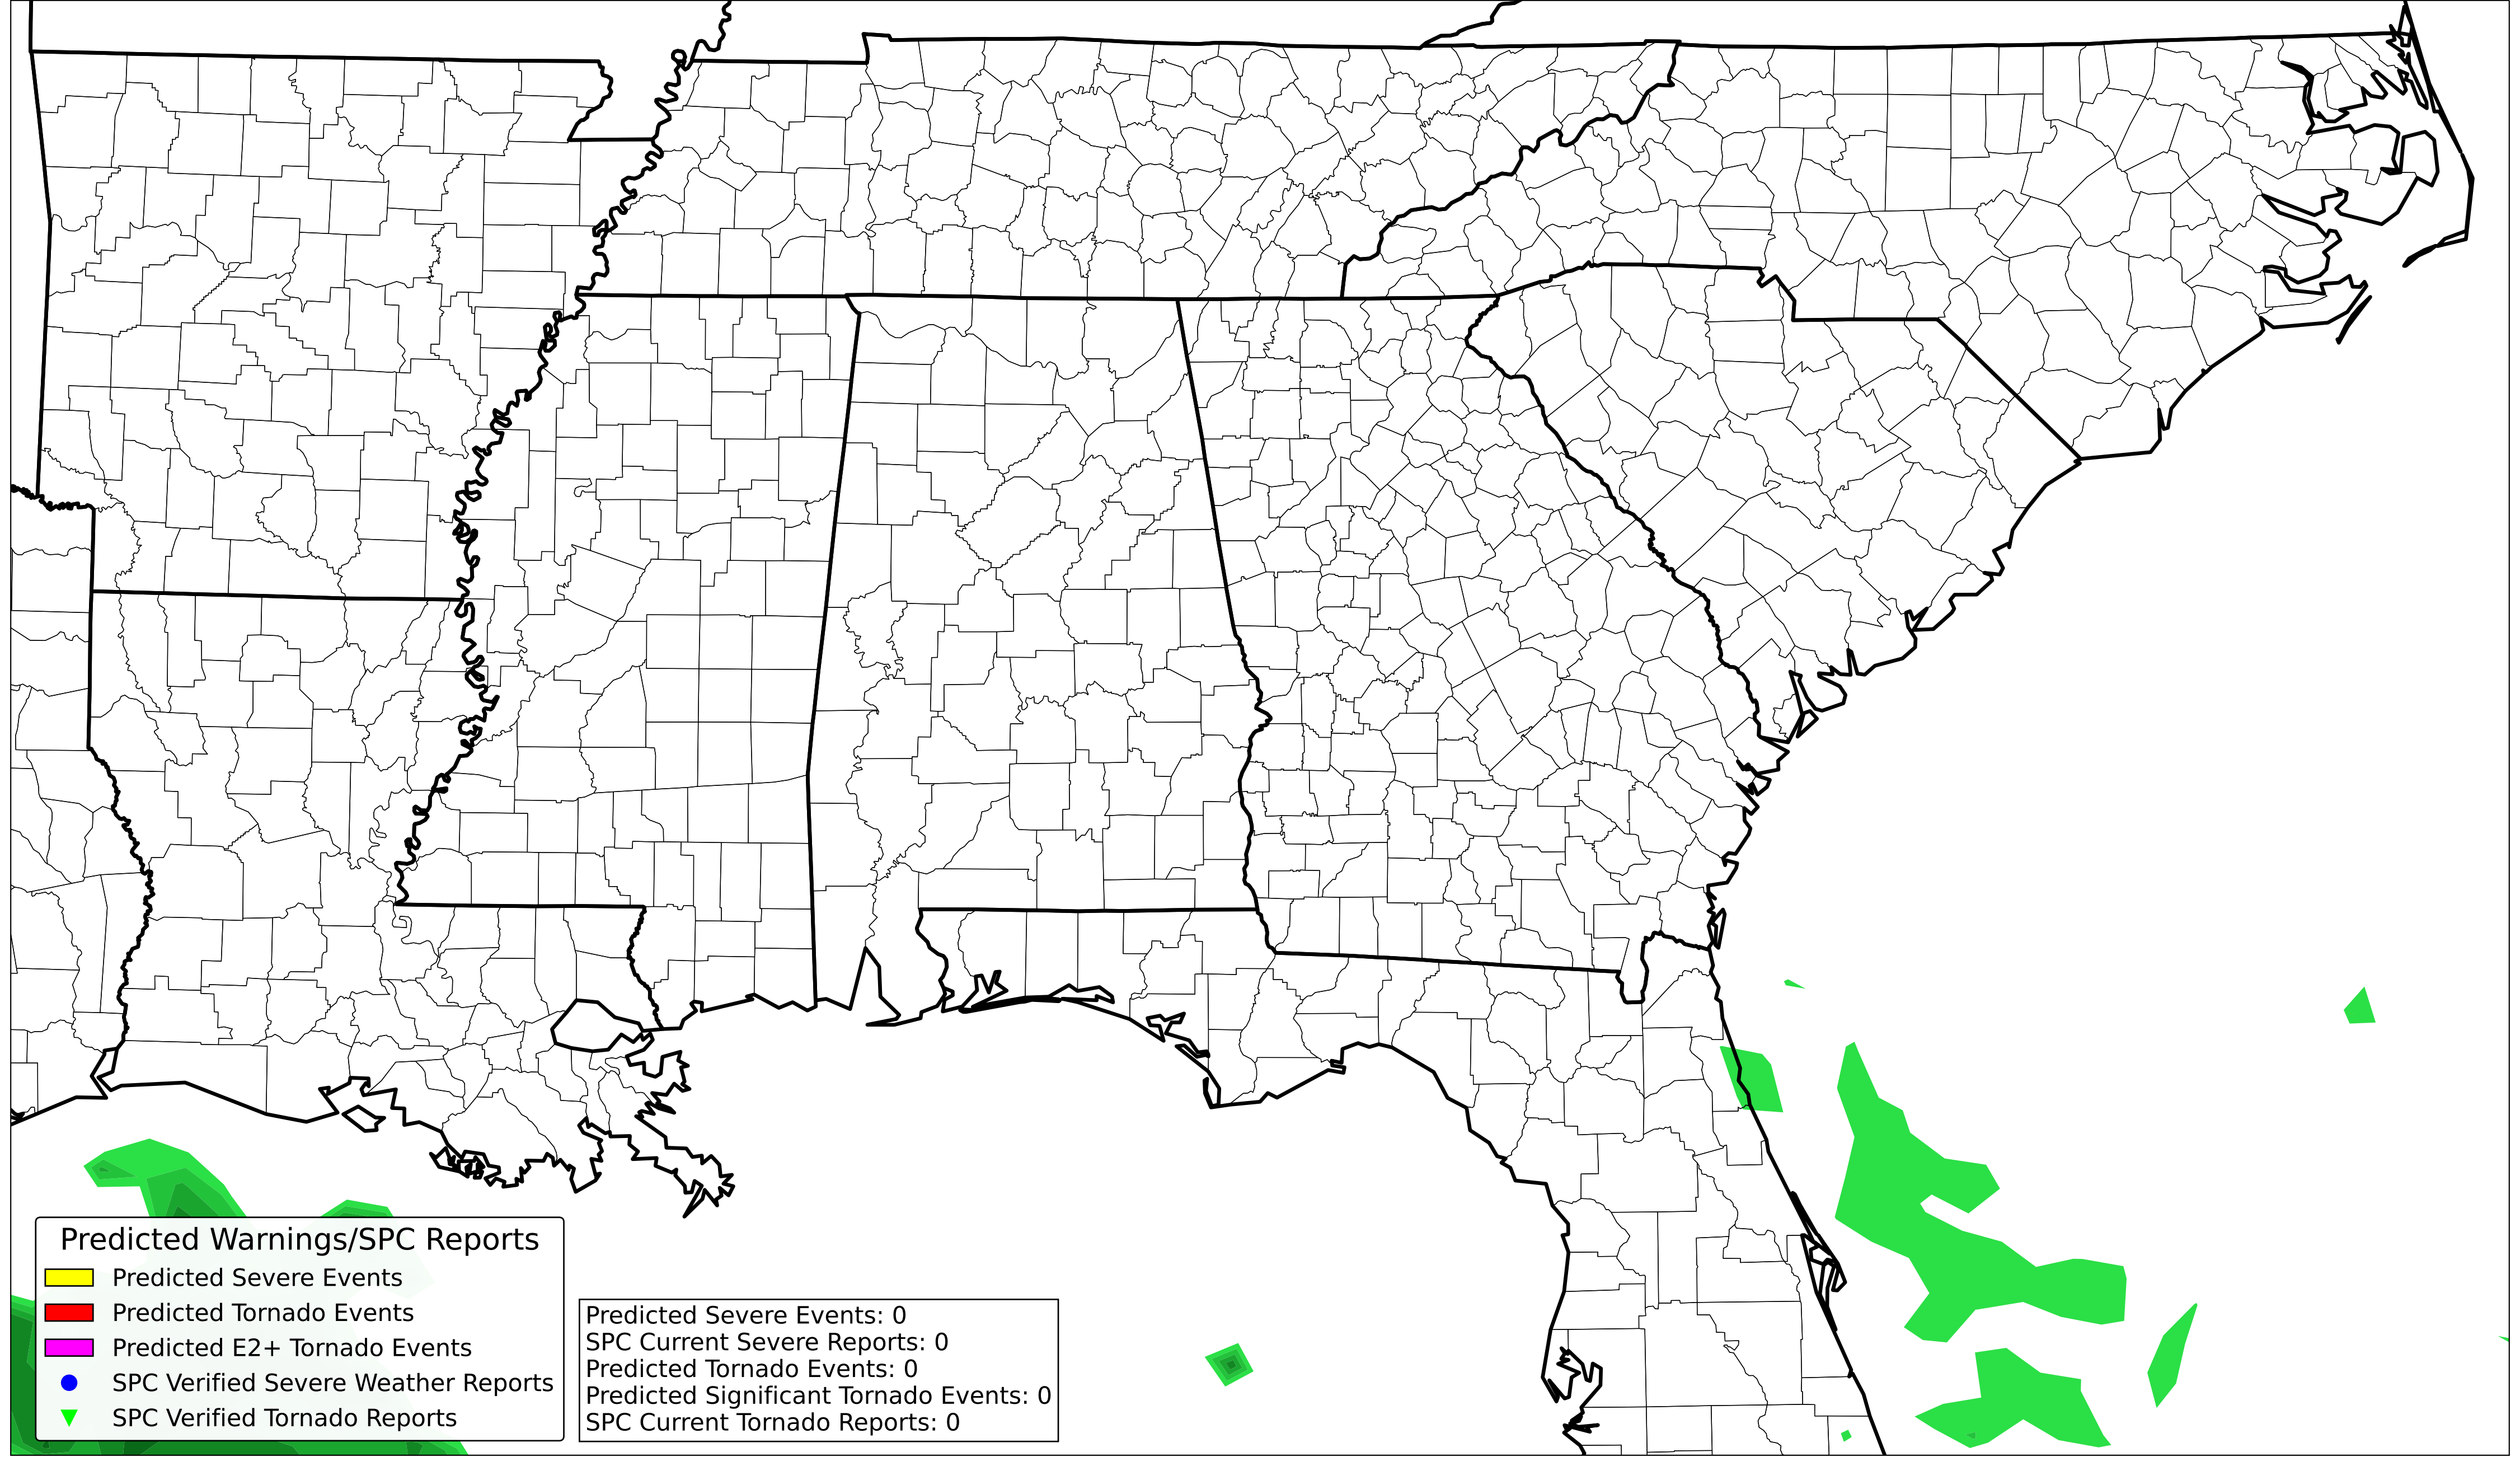 Predicted Warnings/SPC Reports
Predicted Severe Events
Predicted Tornado Events
Predicted E2+ Tornado Events
SPC Verified Severe Weather Reports
SPC Verified Tornado Reports
Predicted Severe Events: 0
SPC Current Severe Reports: 0
Predicted Tornado Events: 0
Predicted Significant Tornado Events: 0
SPC Current Tornado Reports: 0